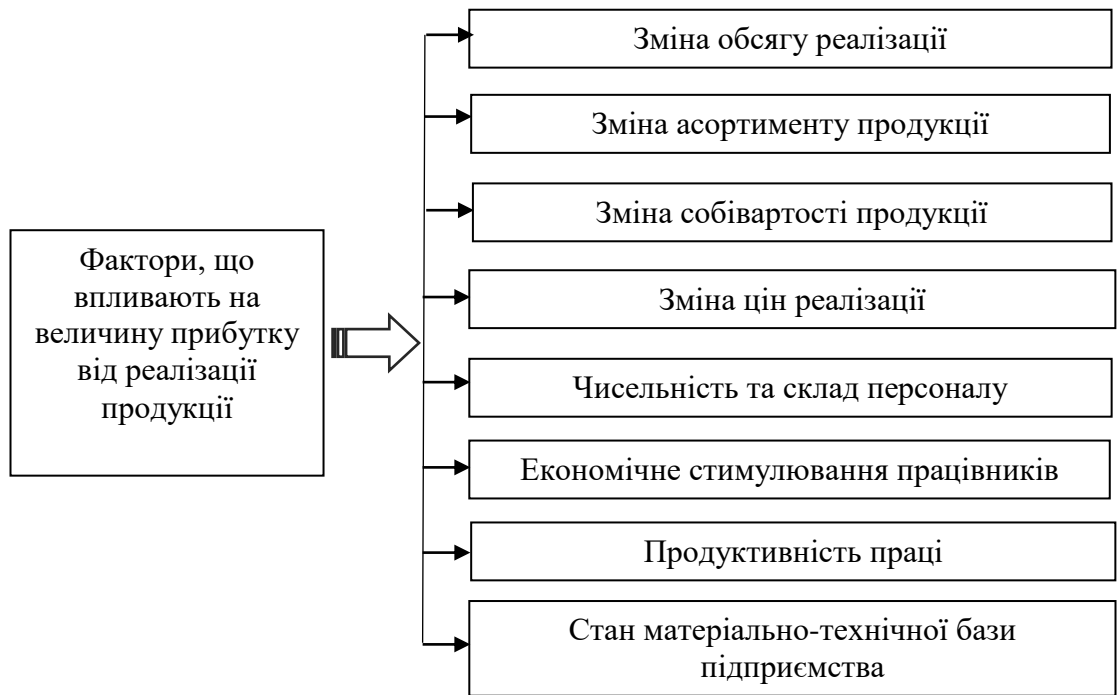 Фактори, що
впливають на
величину прибутку
від реалізації
продукції
Зміна обсягу реалізації
Зміна асортименту продукції
Зміна собівартості продукції
Зміна цін реалізації
Чисельність та склад персоналу
Економічне стимулювання працівників
Продуктивність праці
Стан матеріально-технічної бази
підприємства